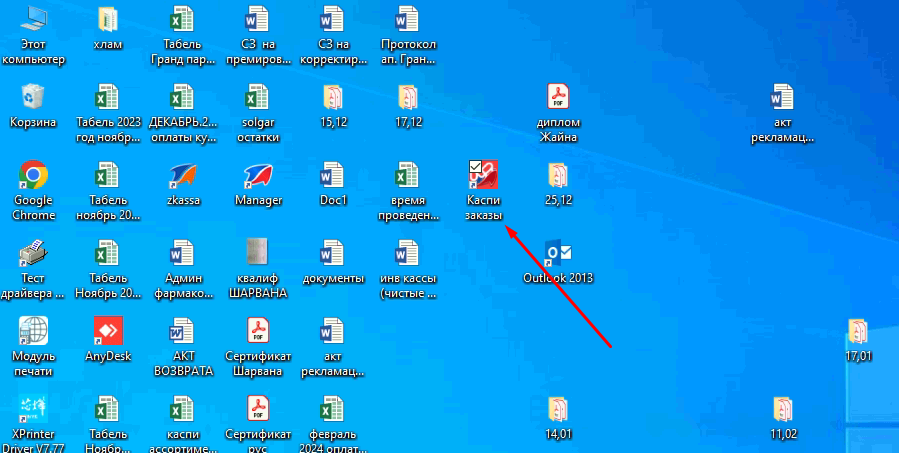 Этот
компьютер
хлам
Табель
Гранд пар...
СЗ на
премиров...
СЗ на
корректир...
Протокол
ап. Гран...
Корзина
Табель 2023
год ноябр...
ДЕКАБРЬ.2...
оплаты ку...
solgar
остатки
15,12
17,12
диплом
Жайна
акт
рекламац...
Google
Chrome
Табель
ноябрь 20...
zkassa
Manager
Doc1
время
проведен...
Каспи
заказы
25,12
Тест
драйвера ...
Табель
Ноябрь 20...
Админ
фармако...
квалиф
ШАРВАНА
документы
инв кассы
(чистые ...
Outlook 2013
Модуль
печати
AnyDesk
АКТ
ВОЗВРАТА
Сертификат
Шарвана
акт
рекламац...
17,01
XPrinter
Driver V7.77
Табель
Ноябр...
каспи
ассортиме...
Сертификат
рус
февраль
2024 оплат...
14,01
11,02